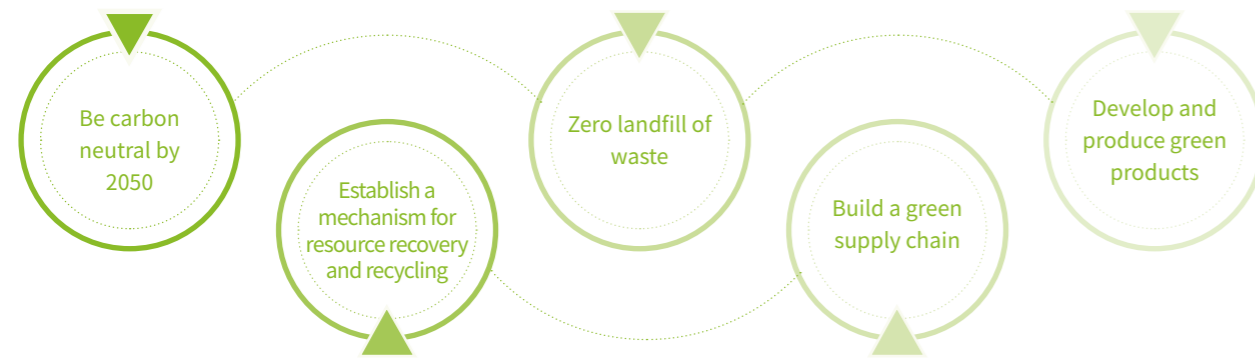 Be carbon
neutral by
2050
Establish a
mechanism for
resource recovery
and recycling
Zero landfill of
waste
Build a green
supply chain
Develop and
produce green
products